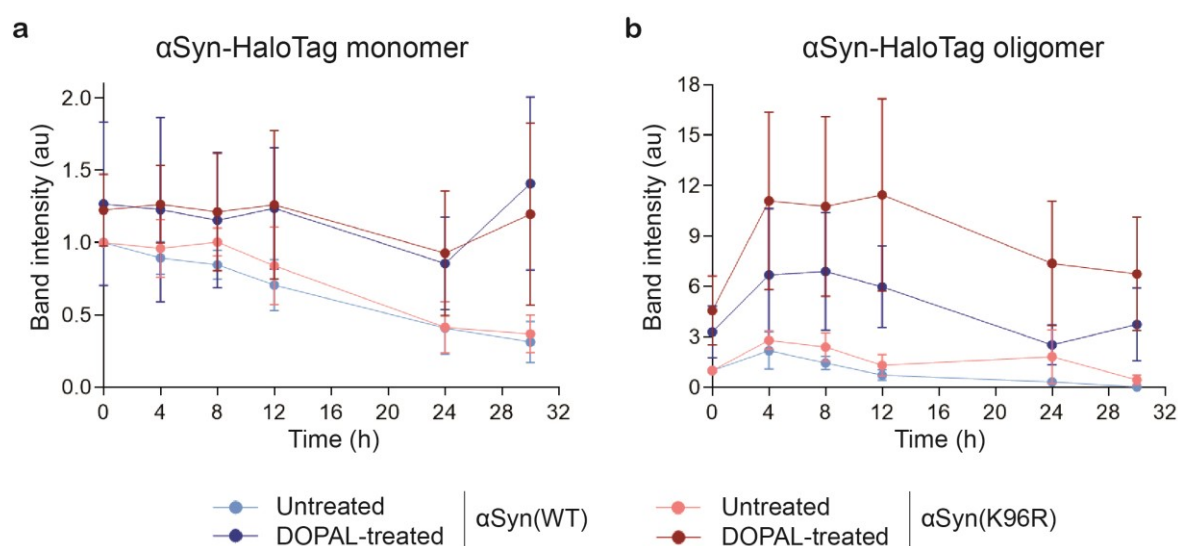 a
αSyn-HaloTag monomer
Band intensity (au)
2.0
1.5
1.0
0.5
0.0
0 4 8 12 16 20 24 28 32
Time (h)
b
αSyn-HaloTag oligomer
Band intensity (au)
18
15
12
9
6
3
0
0 4 8 12 16 20 24 28 32
Time (h)
Untreated
DOPAL-treated
αSyn(WT)
Untreated
DOPAL-treated
αSyn(K96R)